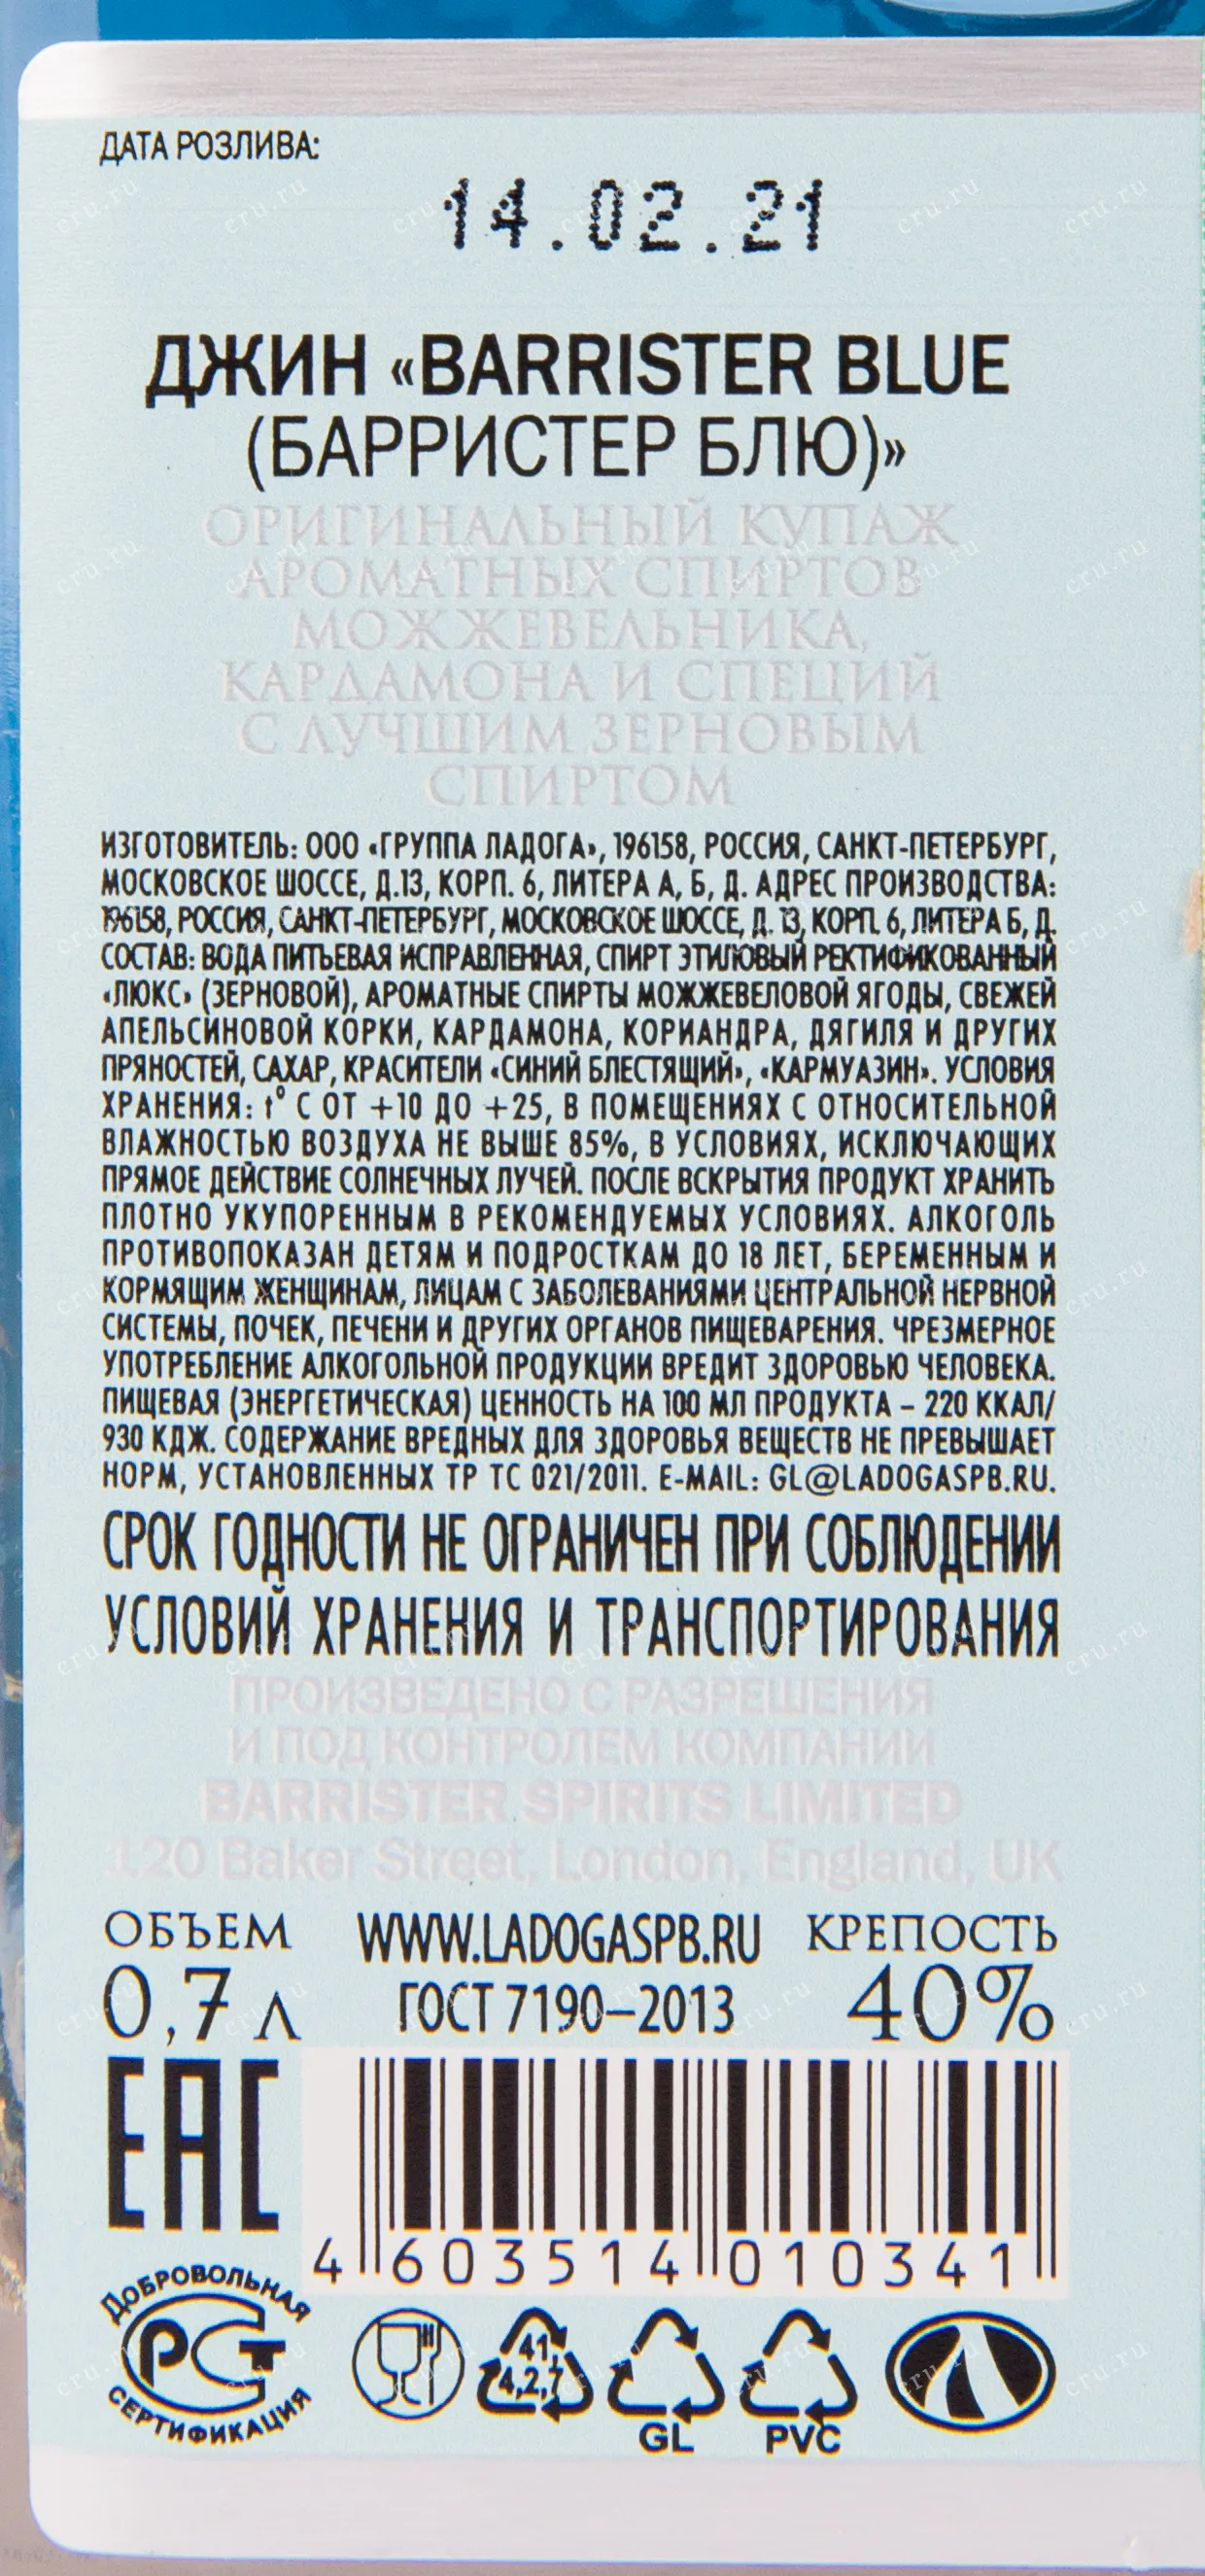 ДАТА РОЗЛИВА:
14.02.21
ДЖИН «BARRISTER BLUE
(БАРРИСТЕР БЛЮ)»
ОРИГИНАЛЬНЫЙ КУПАЖ
АРОМАТНЫХ СПИРТОВ
МОЖЖЕВЕЛЬНИКА,
КАРДАМОНА И СПЕЦИЙ
С ЛУЧШИМ ЗЕРНОВЫМ
СПИРТОМ
ИЗГОТОВИТЕЛЬ: ООО «ГРУППА ЛАДОГА», 196158, РОССИЯ, САНКТ-ПЕТЕРБУРГ,
МОСКОВСКОЕ ШОССЕ, Д.13, КОРП. 6, ЛИТЕРА А, Б, Д. АДРЕС ПРОИЗВОДСТВА:
196158, РОССИЯ, САНКТ-ПЕТЕРБУРГ, МОСКОВСКОЕ ШОССЕ, Д. 13, КОРП. 6, ЛИТЕРА Б, Д.
СОСТАВ: ВОДА ПИТЬЕВАЯ ИСПРАВЛЕННАЯ, СПИРТ ЭТИЛОВЫЙ РЕКТИФИКОВАННЫЙ
«ЛЮКС» (ЗЕРНОВОЙ), АРОМАТНЫЕ СПИРТЫ МОЖЖЕВЕЛОВОЙ ЯГОДЫ, СВЕЖЕЙ
АПЕЛЬСИНОВОЙ КОРКИ, КАРДАМОНА, КОРИАНДРА, ДЯГИЛЯ И ДРУГИХ
ПРЯНОСТЕЙ, САХАР, КРАСИТЕЛИ «СИНИЙ БЛЕСТЯЩИЙ», «КАРМУАЗИН». УСЛОВИЯ
ХРАНЕНИЯ: t° С ОТ +10 ДО +25, В ПОМЕЩЕНИЯХ С ОТНОСИТЕЛЬНОЙ
ВЛАЖНОСТЬЮ ВОЗДУХА НЕ ВЫШЕ 85%, В УСЛОВИЯХ, ИСКЛЮЧАЮЩИХ
ПРЯМОЕ ДЕЙСТВИЕ СОЛНЕЧНЫХ ЛУЧЕЙ. ПОСЛЕ ВСКРЫТИЯ ПРОДУКТ ХРАНИТЬ
ПЛОТНО УКУПОРЕННЫМ В РЕКОМЕНДУЕМЫХ УСЛОВИЯХ. АЛКОГОЛЬ
ПРОТИВОПОКАЗАН ДЕТЯМ И ПОДРОСТКАМ ДО 18 ЛЕТ, БЕРЕМЕННЫМ И
КОРМЯЩИМ ЖЕНЩИНАМ, ЛИЦАМ С ЗАБОЛЕВАНИЯМИ ЦЕНТРАЛЬНОЙ НЕРВНОЙ
СИСТЕМЫ, ПОЧЕК, ПЕЧЕНИ И ДРУГИХ ОРГАНОВ ПИЩЕВАРЕНИЯ. ЧРЕЗМЕРНОЕ
УПОТРЕБЛЕНИЕ АЛКОГОЛЬНОЙ ПРОДУКЦИИ ВРЕДИТ ЗДОРОВЬЮ ЧЕЛОВЕКА.
ПИЩЕВАЯ (ЭНЕРГЕТИЧЕСКАЯ) ЦЕННОСТЬ НА 100 МЛ ПРОДУКТА – 220 ККАЛ/
930 КДЖ. СОДЕРЖАНИЕ ВРЕДНЫХ ДЛЯ ЗДОРОВЬЯ ВЕЩЕСТВ НЕ ПРЕВЫШАЕТ
НОРМ, УСТАНОВЛЕННЫХ ТР ТС 021/2011. E-MAIL: GL@LADOGASPB.RU.
СРОК ГОДНОСТИ НЕ ОГРАНИЧЕН ПРИ СОБЛЮДЕНИИ
УСЛОВИЙ ХРАНЕНИЯ И ТРАНСПОРТИРОВАНИЯ
ПРОИЗВЕДЕНО С РАЗРЕШЕНИЯ
И ПОД КОНТРОЛЕМ КОМПАНИИ
BARRISTER SPIRITS LIMITED
120 Baker Street, London, England, UK
ОБЪЕМ WWW.LADOGASPB.RU КРЕПОСТЬ
0,7 л ГОСТ 7190–2013 40%
ЕАС
4 603514 010341
ДОБРОВОЛЬНАЯ
РСТ
СЕРТИФИКАЦИЯ
41,
4,2,7
GL
PVC
cru.ru